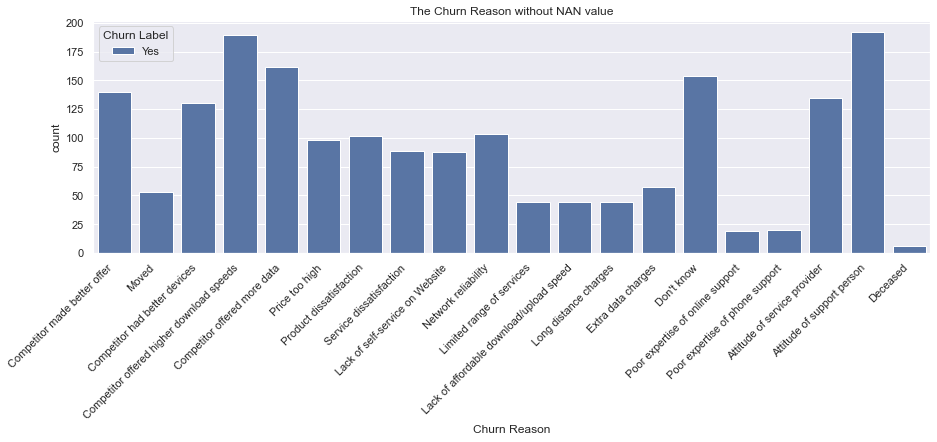 The Churn Reason without NAN value
Churn Label
Yes
count
200
175
150
125
100
75
50
25
0
Competitor made better offer
Moved
Competitor had better devices
Competitor offered higher download speeds
Competitor offered more data
Price too high
Product dissatisfaction
Service dissatisfaction
Lack of self-service on Website
Network reliability
Limited range of services
Lack of affordable download/upload speed
Long distance charges
Extra data charges
Don't know
Poor expertise of online support
Poor expertise of phone support
Attitude of service provider
Attitude of support person
Deceased
Churn Reason